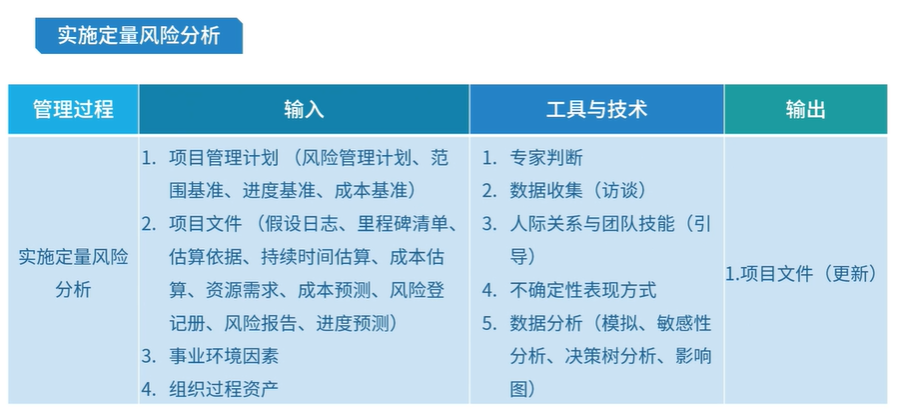 实施定量风险分析
管理过程
输入
工具与技术
输出
实施定量风险
分析
1. 项目管理计划 （风险管理计划、范
围基准、进度基准、成本基准）
2. 项目文件 （假设日志、里程碑清单、
估算依据、持续时间估算、成本估
算、资源需求、成本预测、风险登
记册、风险报告、进度预测）
3. 事业环境因素
4. 组织过程资产
1. 专家判断
2. 数据收集（访谈）
3. 人际关系与团队技能（引
导）
4. 不确定性表现方式
5. 数据分析（模拟、敏感性
分析、决策树分析、影响
图）
1.项目文件（更新）